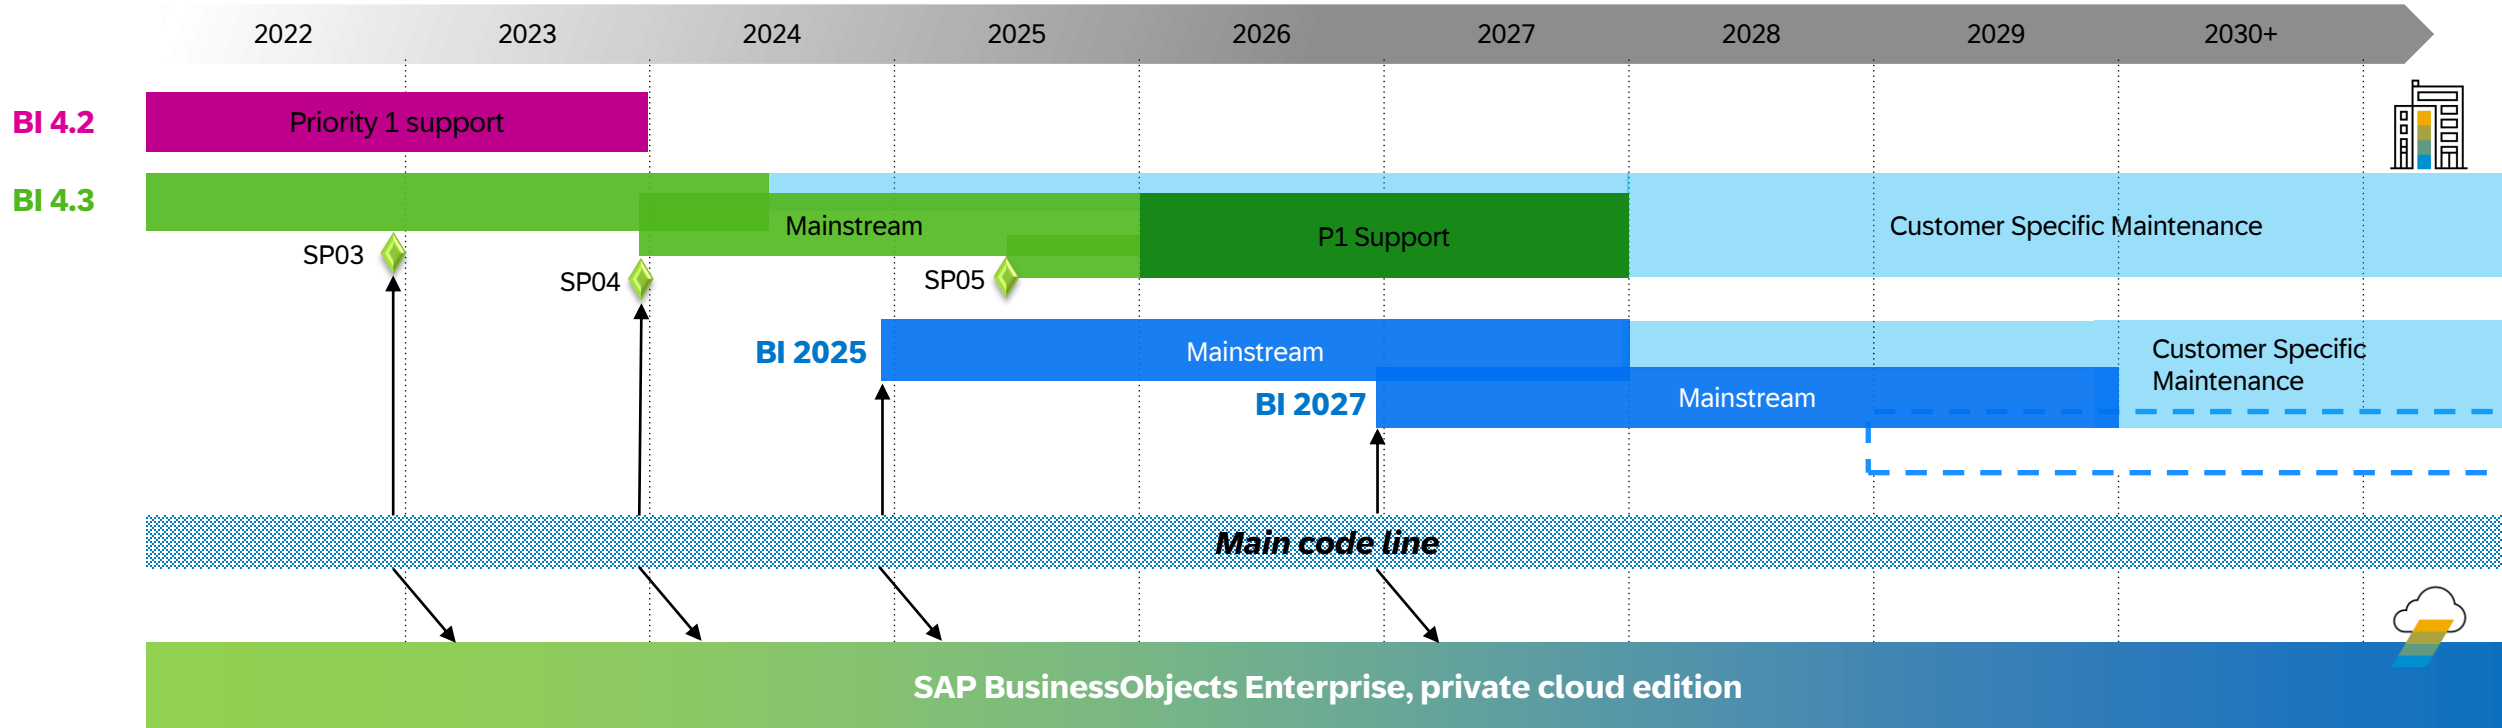 2022 2023 2024 2025 2026 2027 2028 2029 2030+
BI 4.2
Priority 1 support
BI 4.3
Mainstream
P1 Support
Customer Specific Maintenance
SP03
SP04
SP05
BI 2025
Mainstream
Customer Specific
Maintenance
BI 2027
Mainstream
Main code line
SAP BusinessObjects Enterprise, private cloud edition